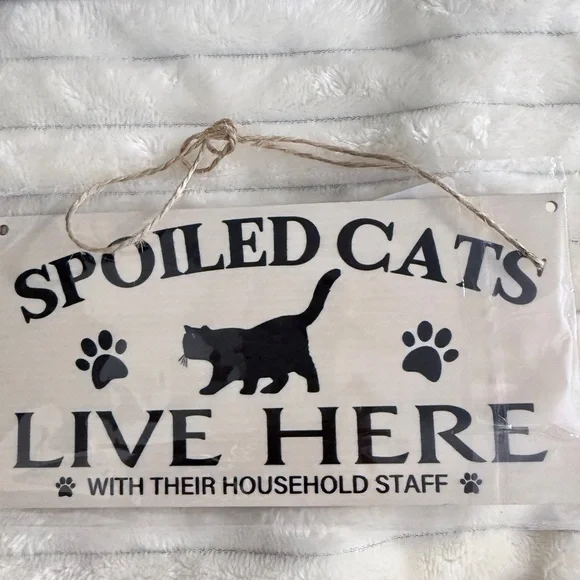 SPOILED CATS
LIVE HERE
WITH THEIR HOUSEHOLD STAFF